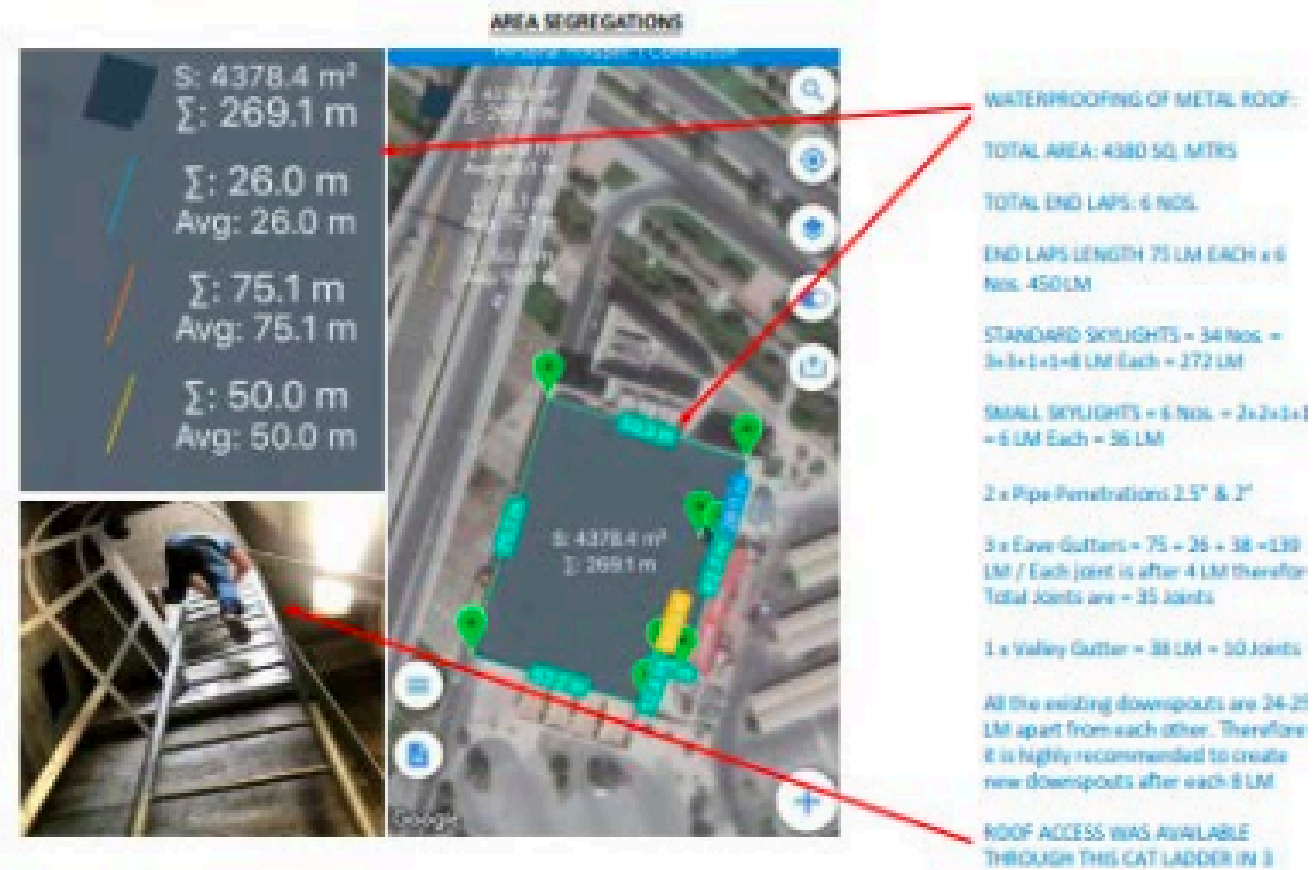 AREA SEGREGATIONS
S: 4378.4 m²
∑: 269.1 m
∑: 26.0 m
Avg: 26.0 m
∑: 75.1 m
Avg: 75.1 m
∑: 50.0 m
Avg: 50.0 m
S: 4378.4 m²
∑: 269.1 m
Google
WATERPROOFING OF METAL ROOF:
TOTAL AREA: 4380 SQ, MTRS
TOTAL END LAPS: 6 NOS.
END LAPS LENGTH 75 LM EACH x 6
Nos. 450 LM
STANDARD SKYLIGHTS = 34 Nos. =
3+3+1+1=8 LM Each = 272 LM
SMALL SKYLIGHTS = 6 Nos. = 2+2+1+1
= 6 LM Each = 36 LM
2 x Pipe Penetrations 2.5" & 2"
3 x Eave Gutters = 75 + 26 + 38 =139
LM / Each joint is after 4 LM therefor
Total Joints are = 35 Joints
1 x Valley Gutter = 38 LM = 10 Joints
All the existing downspouts are 24-25
LM apart from each other. Therefore
it is highly recommended to create
new downspouts after each 8 LM
ROOF ACCESS WAS AVAILABLE
THROUGH THIS CAT LADDER IN 3